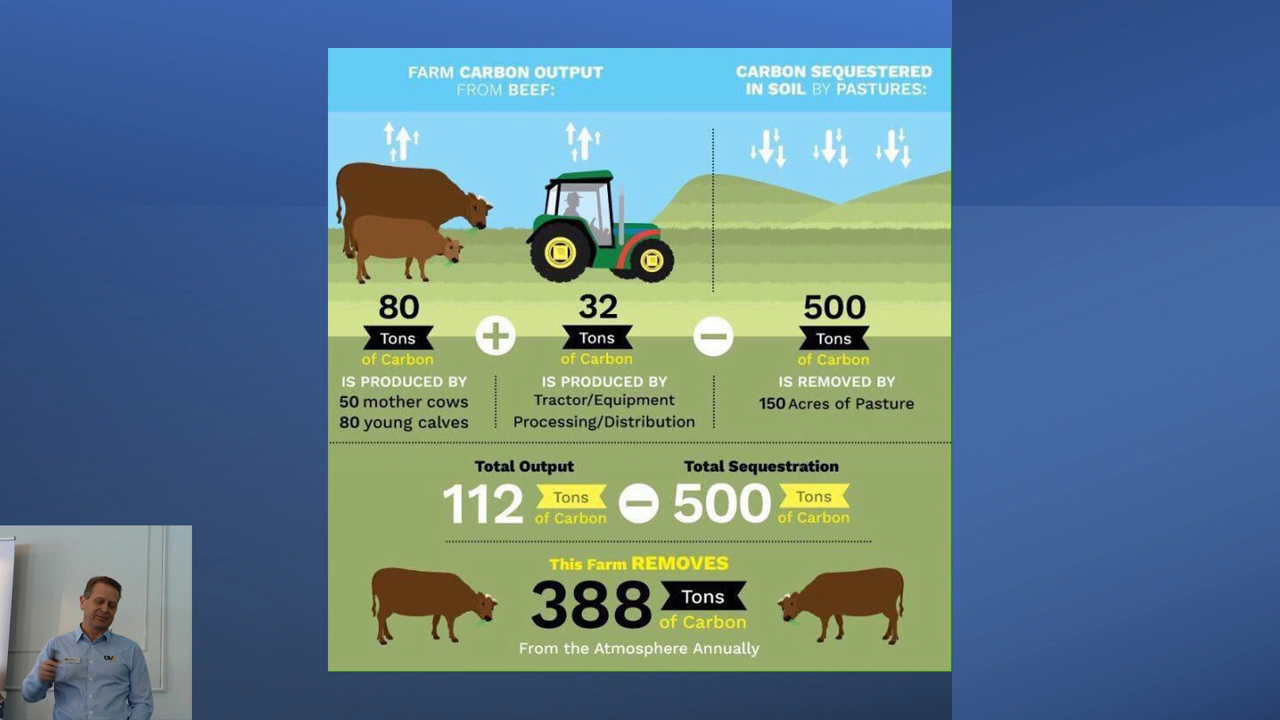 FARM CARBON OUTPUT
FROM BEEF:
CARBON SEQUESTERED
IN SOIL BY PASTURES:
80
Tons
of Carbon
IS PRODUCED BY
50 mother cows
80 young calves
32
Tons
of Carbon
IS PRODUCED BY
Tractor/Equipment
Processing/Distribution
500
Tons
of Carbon
IS REMOVED BY
150 Acres of Pasture
Total Output
112 Tons
of Carbon
Total Sequestration
500 Tons
of Carbon
This Farm REMOVES
388 Tons
of Carbon
From the Atmosphere Annually